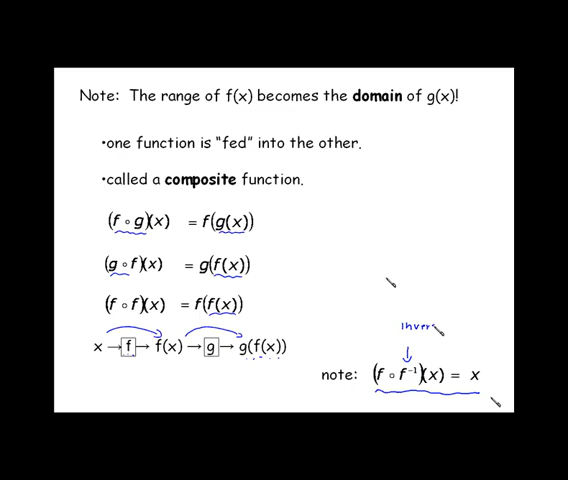 Note: The range of f(x) becomes the domain of g(x)!
•one function is “fed” into the other.
•called a composite function.
(f ∘ g)(x) = f(g(x))
(g ∘ f)(x) = g(f(x))
(f ∘ f)(x) = f(f(x))
x → f → f(x) → g → g(f(x))
invers
note: (f ∘ f⁻¹)(x) = x